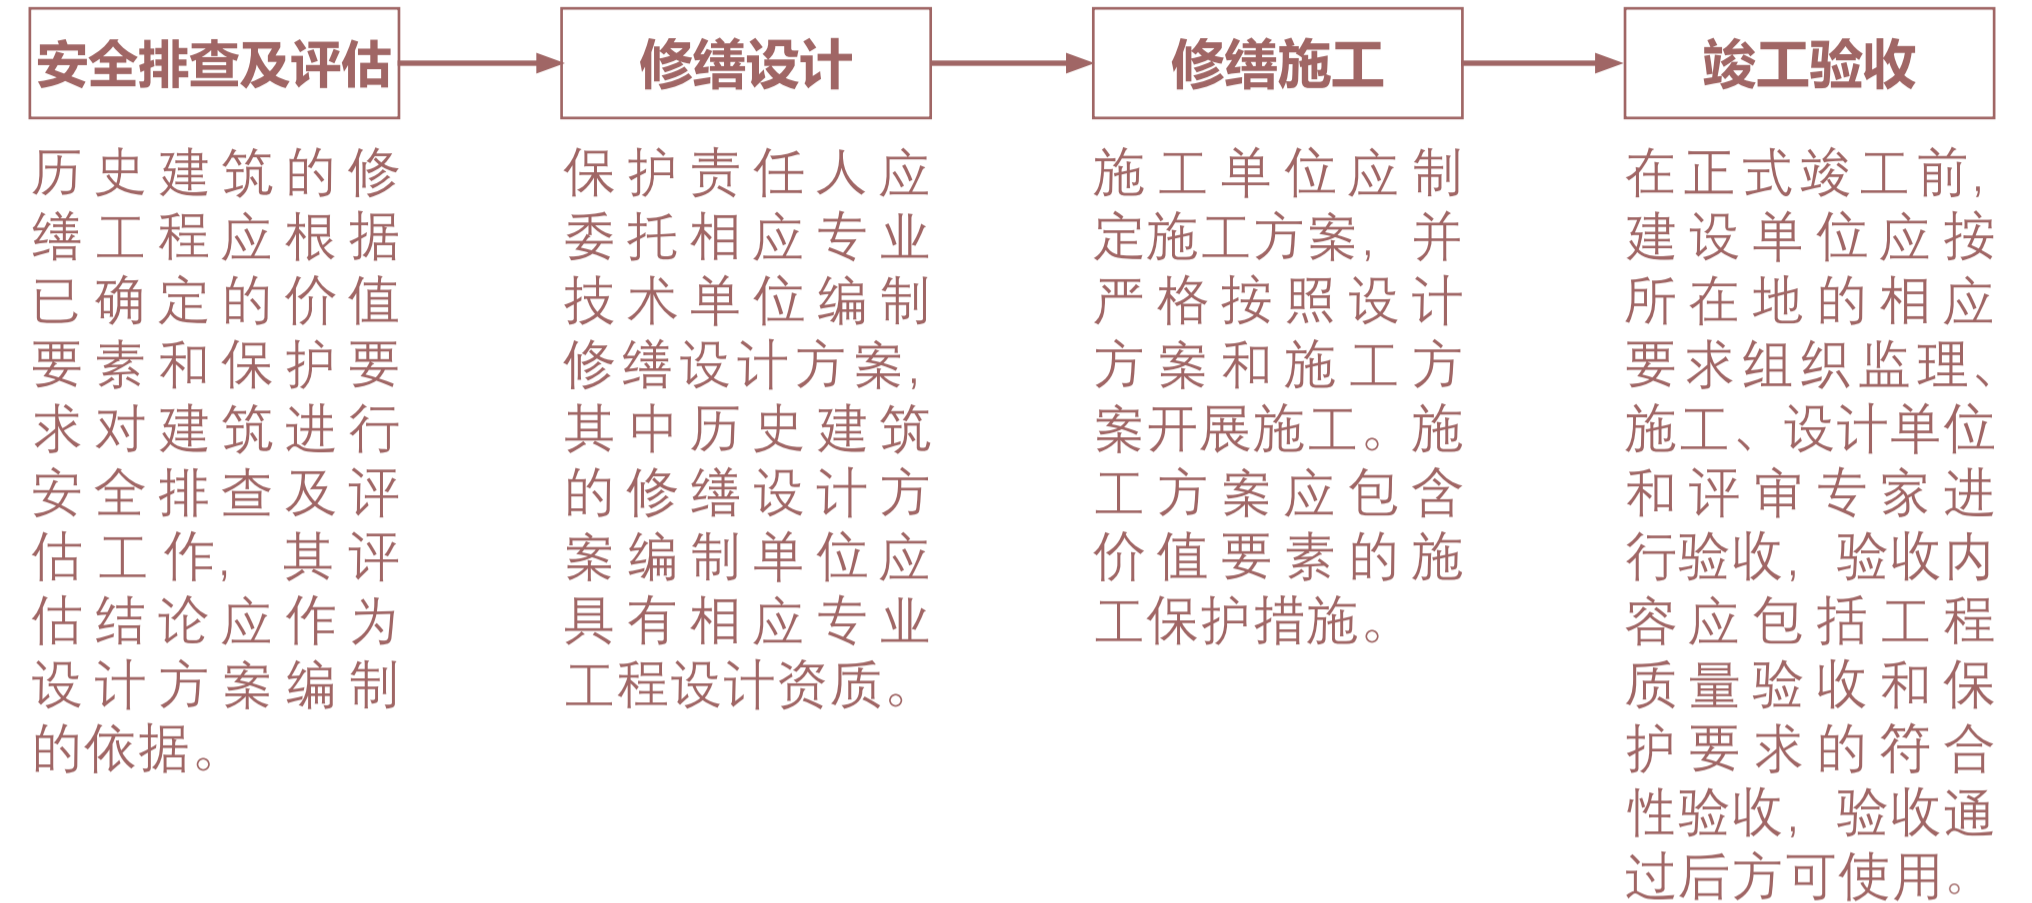 安全排查及评估
历史建筑的修
缮工程应根据
已确定的价值
要素和保护要
求对建筑进行
安全排查及评
估工作，其评
估结论应作为
设计方案编制
的依据。
修缮设计
保护责任人应
委托相应专业
技术单位编制
修缮设计方案，
其中历史建筑
的修缮设计方
案编制单位应
具有相应专业
工程设计资质。
修缮施工
施工单位应制
定施工方案，并
严格按照设计
方案和施工方
案开展施工。施
工方案应包含
价值要素的施
工保护措施。
竣工验收
在正式竣工前，
建设单位应按
所在地的相应
要求组织监理、
施工、设计单位
和评审专家进
行验收，验收内
容应包括工程
质量验收和保
护要求的符合
性验收，验收通
过后方可使用。